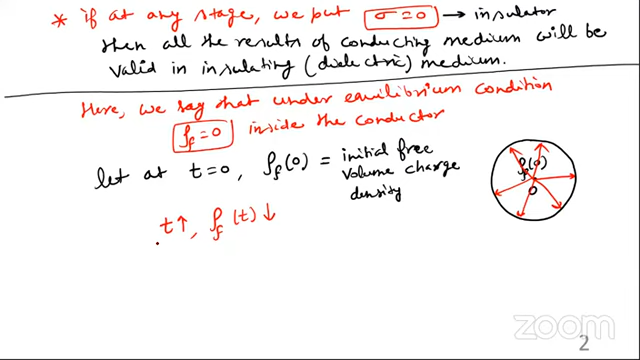 * if at any stage, we put σ=0 → insulator
then all the results of conducting medium will be
valid in insulating (dielectric) medium.
Here, we say that under equilibrium condition
ρf=0 inside the conductor
let at t=0, ρf(0) = initial free
volume charge
density
ρf(0)
O
t↑, ρf(t)↓
zoom
2